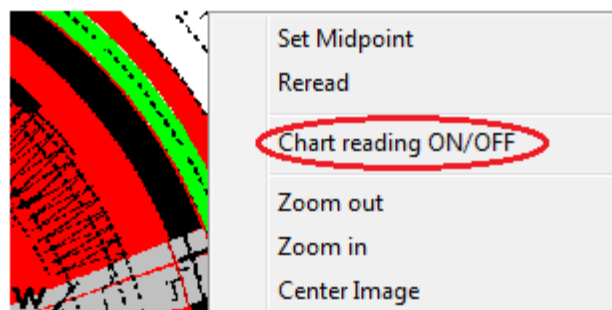 Set Midpoint
Reread
Chart reading ON/OFF
Zoom out
Zoom in
Center Image